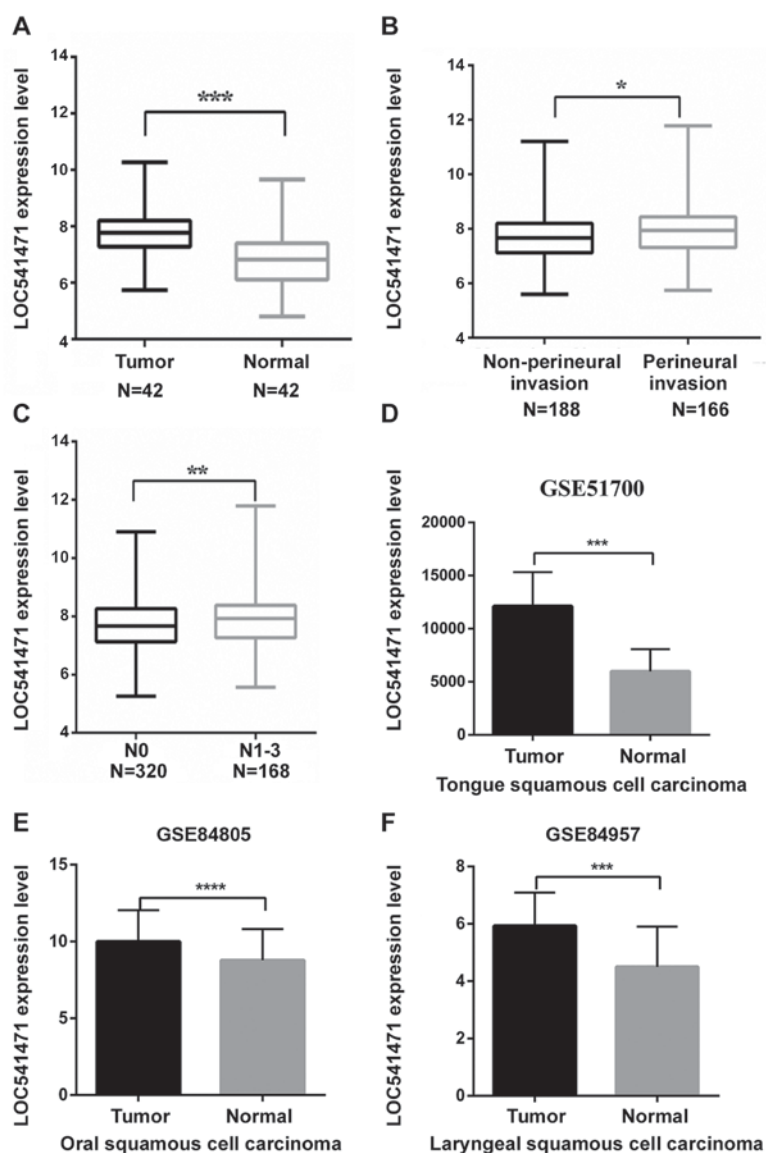 A
LOC541471 expression level
14
12
10
8
6
4
***
Tumor Normal
N=42 N=42
B
LOC541471 expression level
14
12
10
8
6
4
*
Non-perineural Perineural
invasion invasion
N=188 N=166
C
LOC541471 expression level
14
12
10
8
6
4
**
N0 N1-3
N=320 N=168
D
GSE51700
LOC541471 expression level
20000
15000
10000
5000
0
***
Tumor Normal
Tongue squamous cell carcinoma
E
GSE84805
LOC541471 expression level
15
10
5
0
****
Tumor Normal
Oral squamous cell carcinoma
F
GSE84957
LOC541471 expression level
8
6
4
2
0
***
Tumor Normal
Laryngeal squamous cell carcinoma